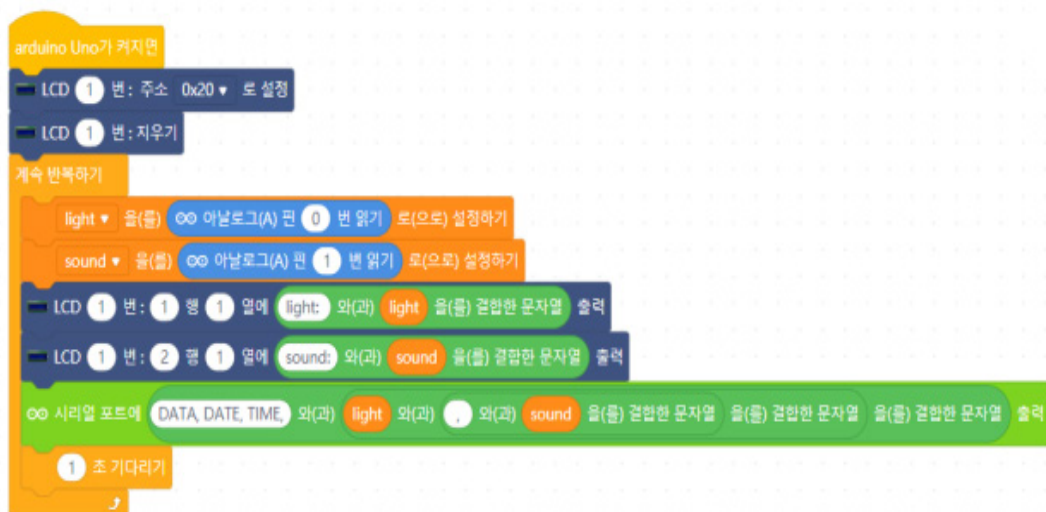 arduino Uno가 켜지면
LCD 1 번 : 주소 0x20 로 설정
LCD 1 번 : 지우기
계속 반복하기
light 을(를) 아날로그(A) 핀 0 번 읽기 로(으로) 설정하기
sound 을(를) 아날로그(A) 핀 1 번 읽기 로(으로) 설정하기
LCD 1 번 : 1 행 1 열에 light: 와(과) light 을(를) 결합한 문자열 출력
LCD 1 번 : 2 행 1 열에 sound: 와(과) sound 을(를) 결합한 문자열 출력
시리얼 포트에 DATA, DATE, TIME, 와(과) light 와(과) , 와(과) sound 을(를) 결합한 문자열 을(를) 결합한 문자열 을(를) 결합한 문자열 출력
1 초 기다리기